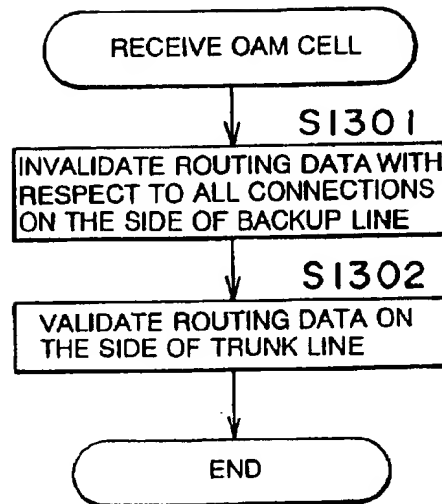 RECEIVE OAM CELL
S1301
INVALIDATE ROUTING DATA WITH
RESPECT TO ALL CONNECTIONS
ON THE SIDE OF BACKUP LINE
S1302
VALIDATE ROUTING DATA ON
THE SIDE OF TRUNK LINE
END